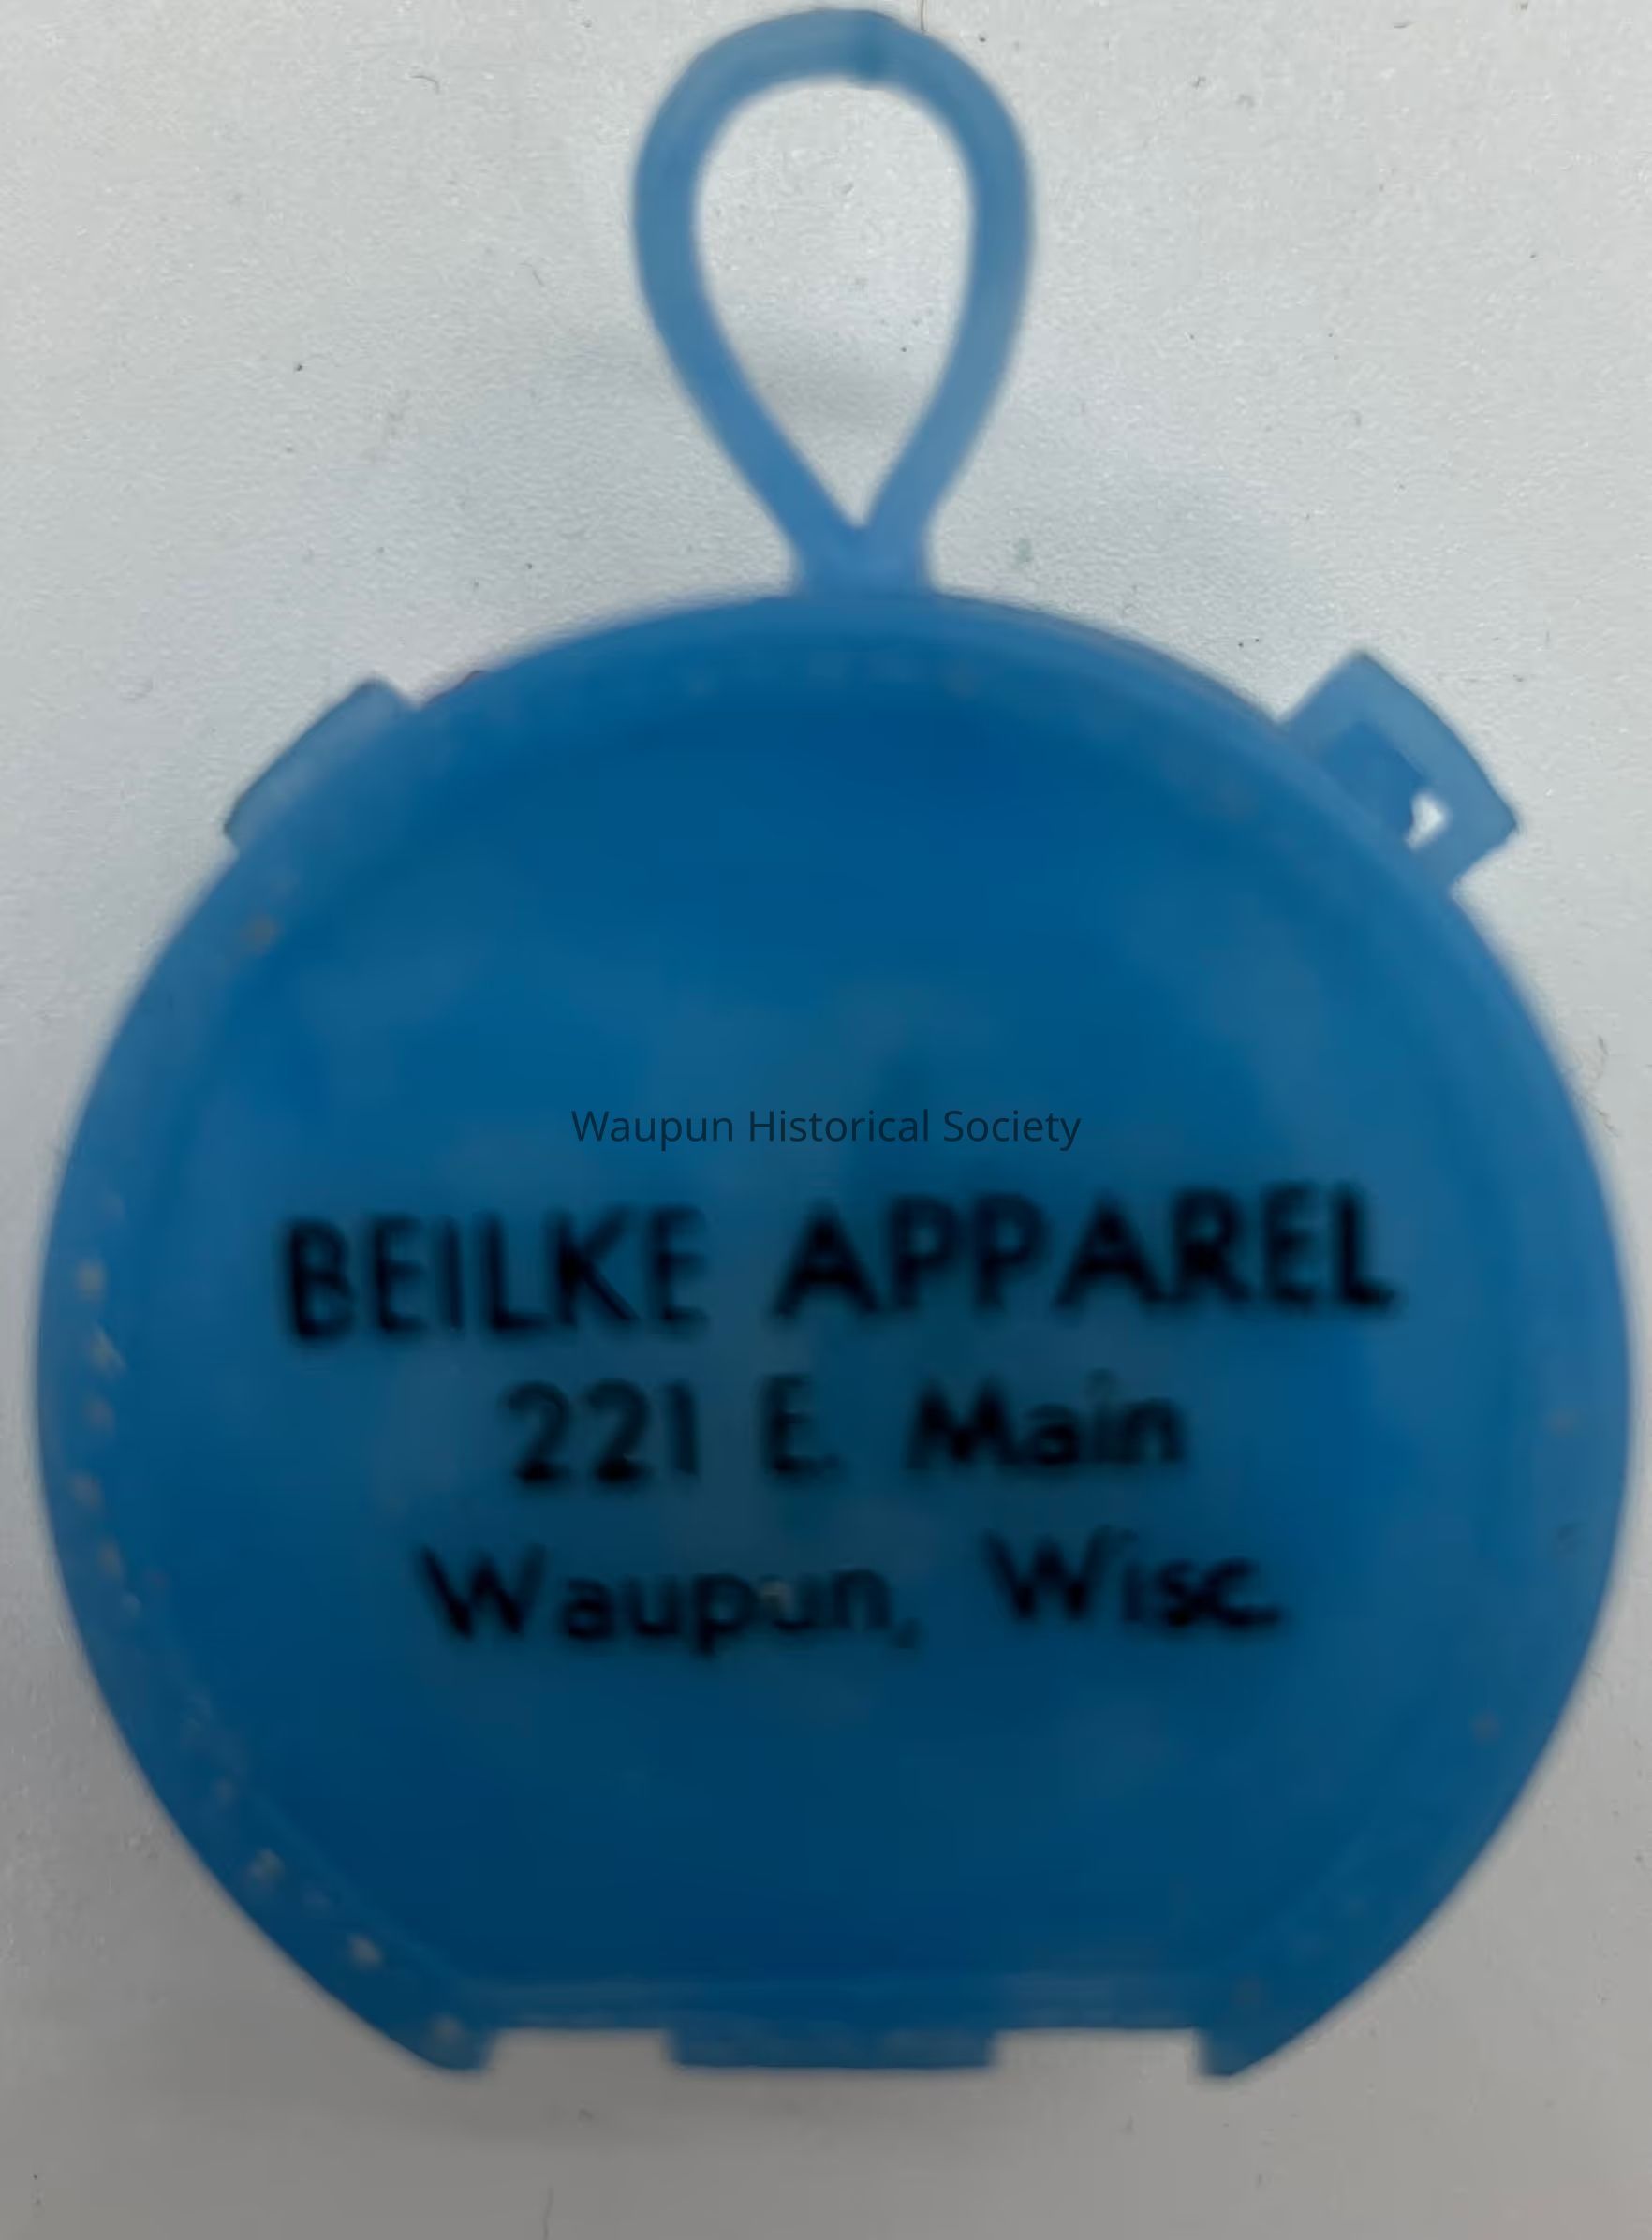 Waupun Historical Society
BEILKE APPAREL
221 E. Main
Waupun, Wisc.